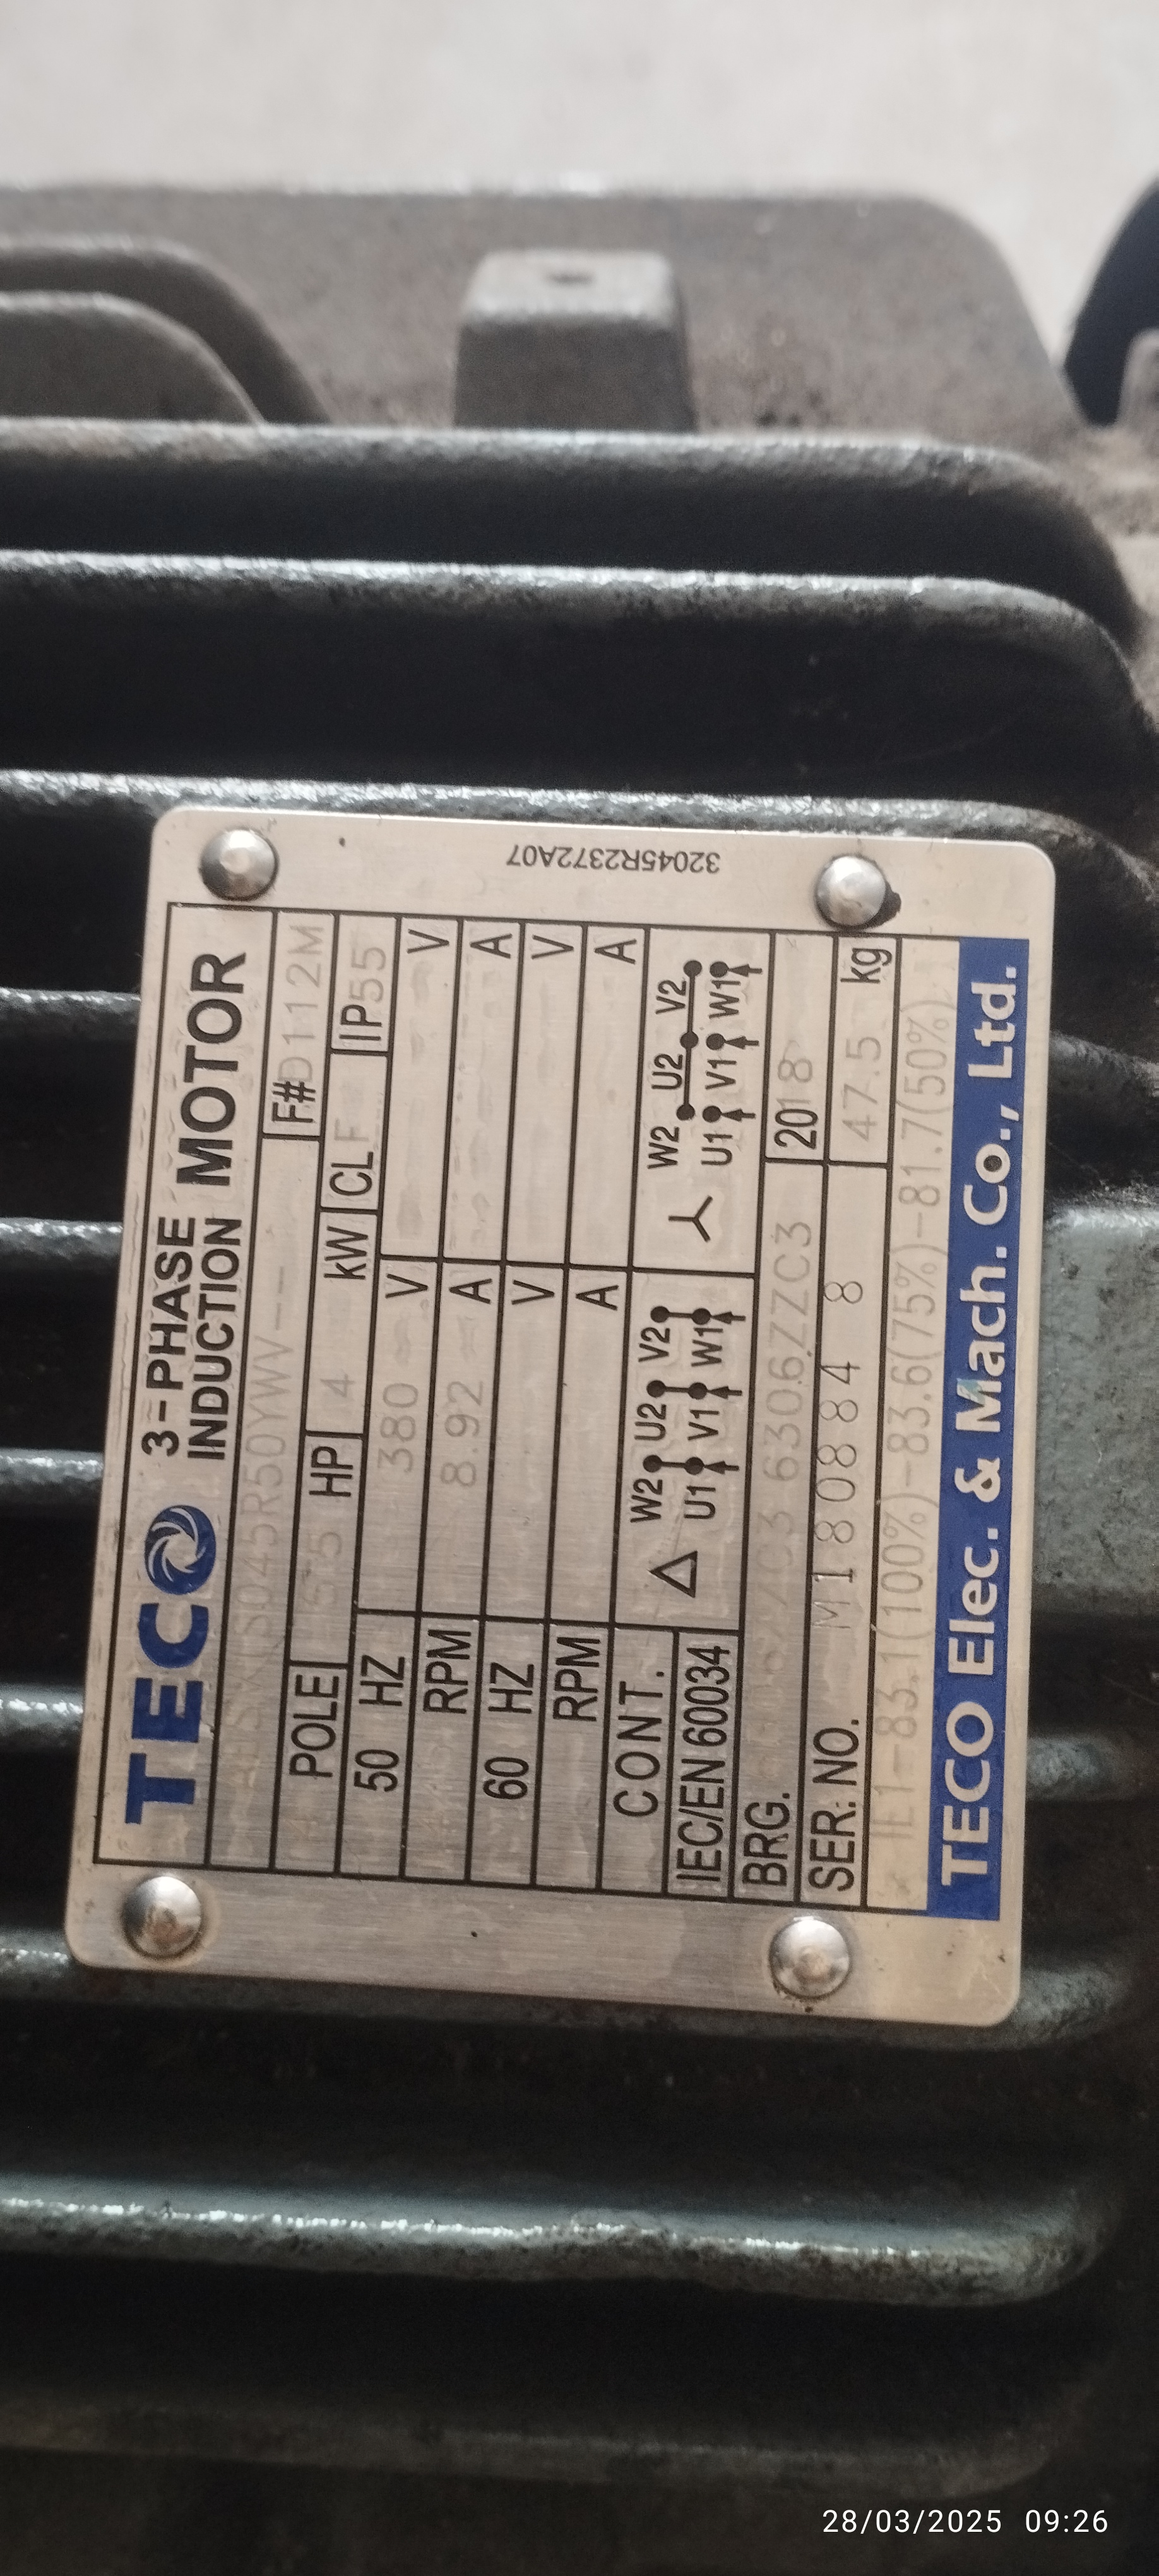 32045R2372A07
TECO 3-PHASE INDUCTION MOTOR
F# D112M
POLE HP 4 kW CL F IP55
50 HZ 380 V V
RPM 8.92 A A
60 HZ V V
RPM A A
CONT.
IEC/EN 60034
△ W2 U2 V2
U1 V1 W1
Y W2 U2 V2
U1 V1 W1
BRG. 6306ZZC3 2018
SER. NO. M1808848 47.5 kg
IE1-83.1(100%)-83.6(75%)-81.7(50%)
TECO Elec. & Mach. Co., Ltd.
28/03/2025 09:26